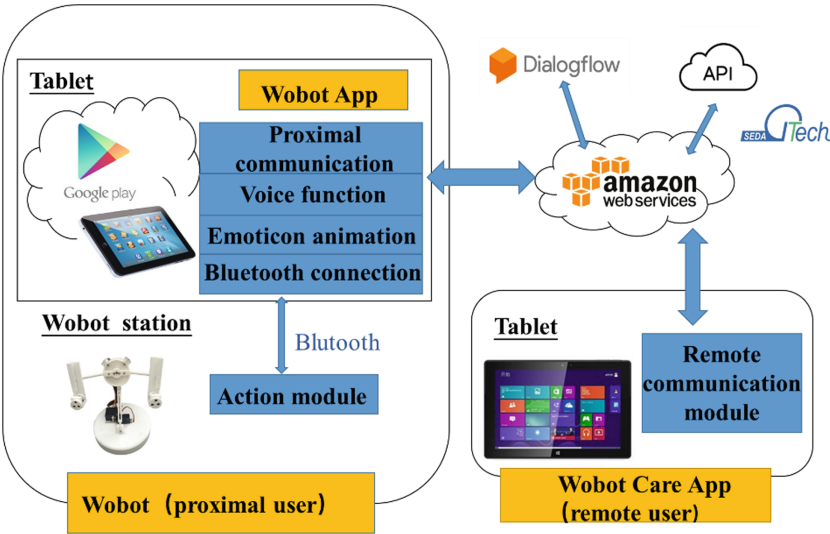 Tablet
Wobot App
Google play
Proximal
communication
Voice function
Emoticon animation
Bluetooth connection
Wobot station
Blutooth
Action module
Wobot (proximal user)
Dialogflow
API
SEDA
Tech
amazon
web services
Tablet
Remote
communication
module
Wobot Care App
(remote user)